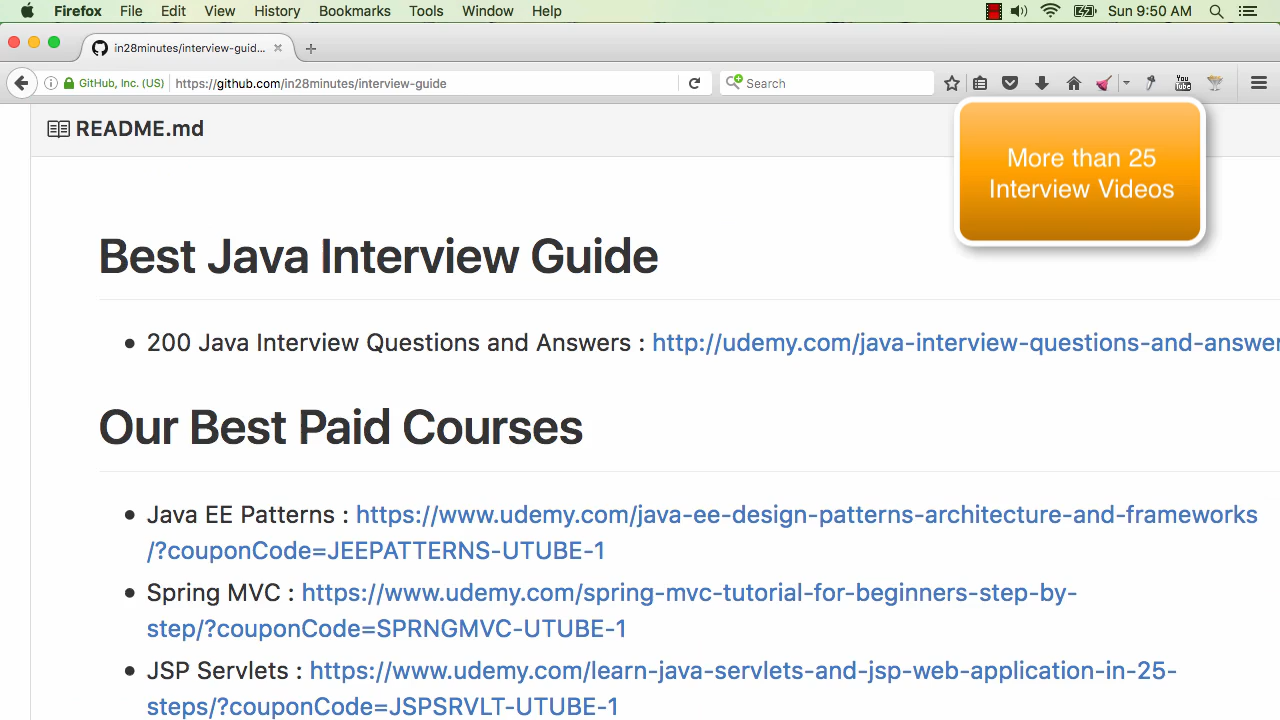 Firefox File Edit View History Bookmarks Tools Window Help Sun 9:50 AM
in28minutes/interview-guid...
GitHub, Inc. (US) https://github.com/in28minutes/interview-guide Search
You Tube
README.md
More than 25
Interview Videos
Best Java Interview Guide
200 Java Interview Questions and Answers : http://udemy.com/java-interview-questions-and-answer
Our Best Paid Courses
Java EE Patterns : https://www.udemy.com/java-ee-design-patterns-architecture-and-frameworks
/?couponCode=JEEPATTERNS-UTUBE-1
Spring MVC : https://www.udemy.com/spring-mvc-tutorial-for-beginners-step-by-
step/?couponCode=SPRNGMVC-UTUBE-1
JSP Servlets : https://www.udemy.com/learn-java-servlets-and-jsp-web-application-in-25-
steps/?couponCode=JSPSRVLT-UTUBE-1